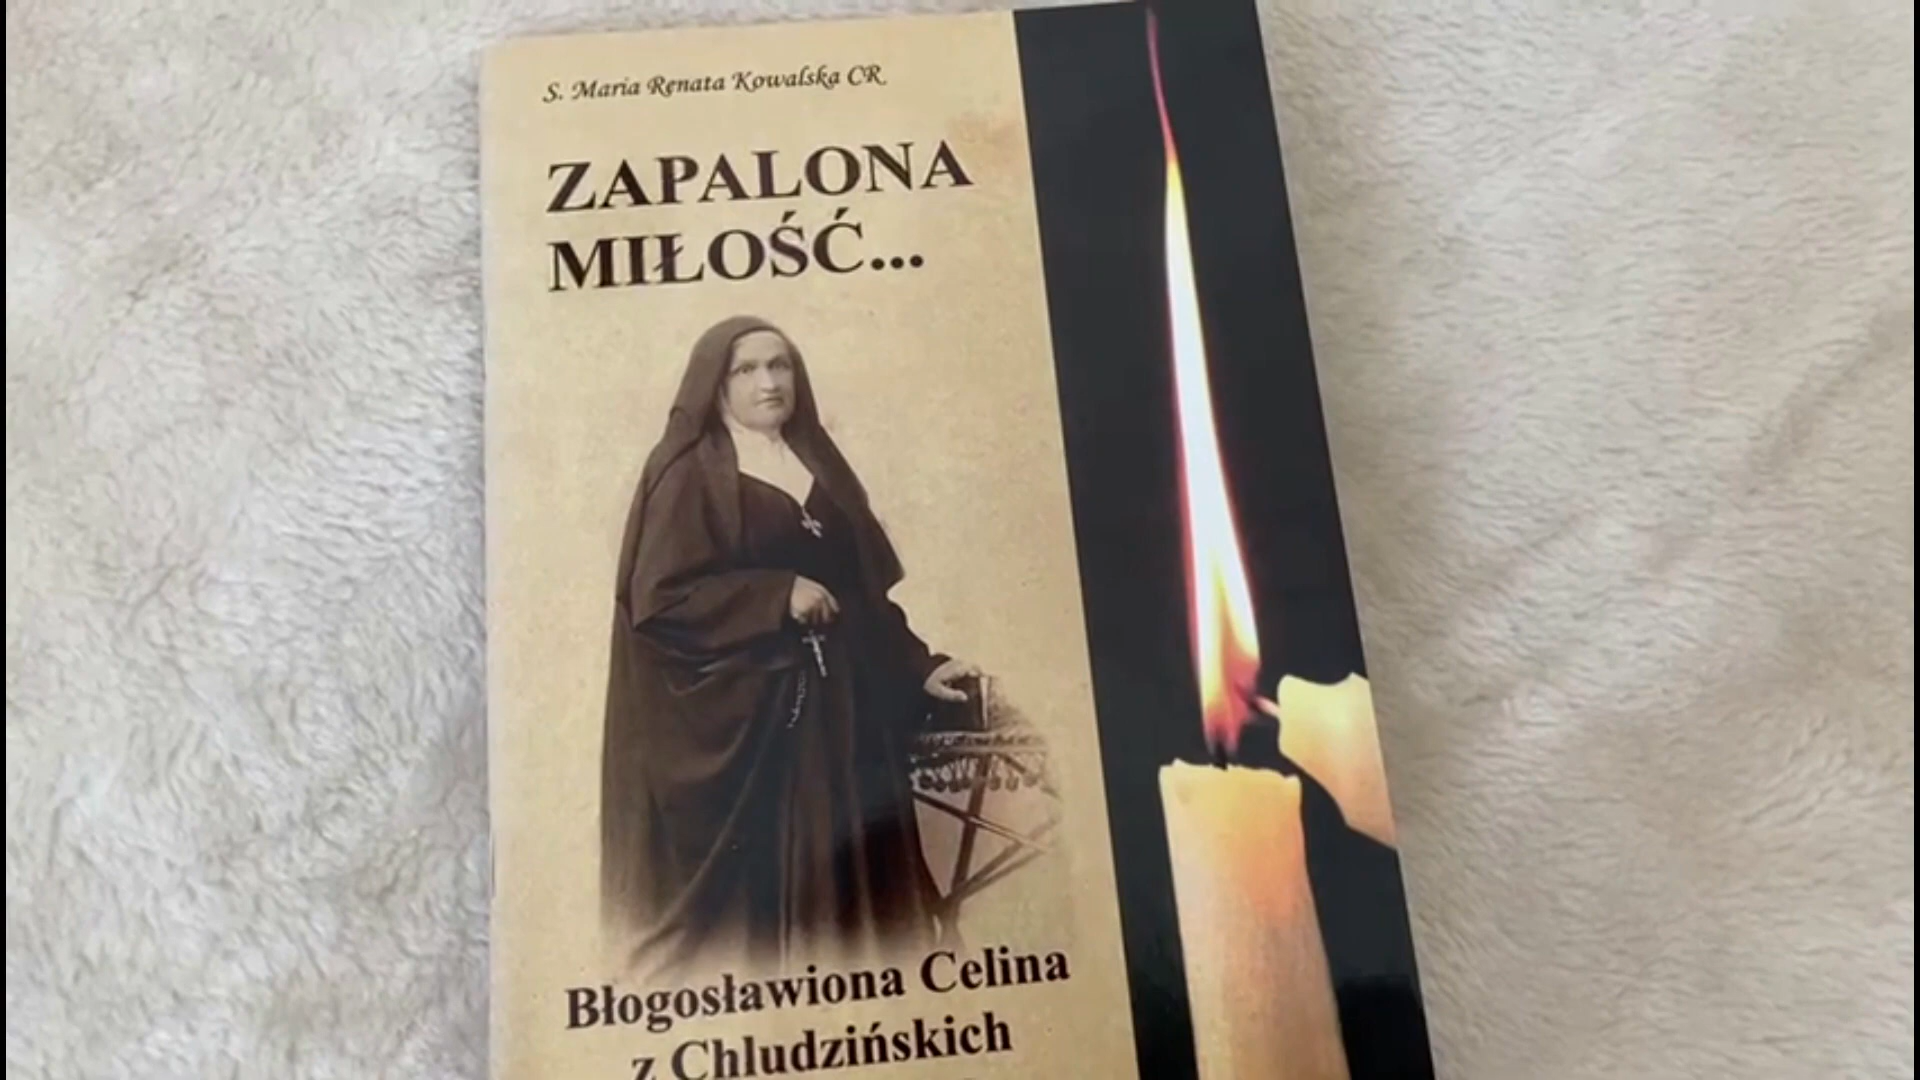 S. Maria Renata Kowalska CR
ZAPALONA
MIŁOŚĆ...
Błogosławiona Celina
z Chludzińskich